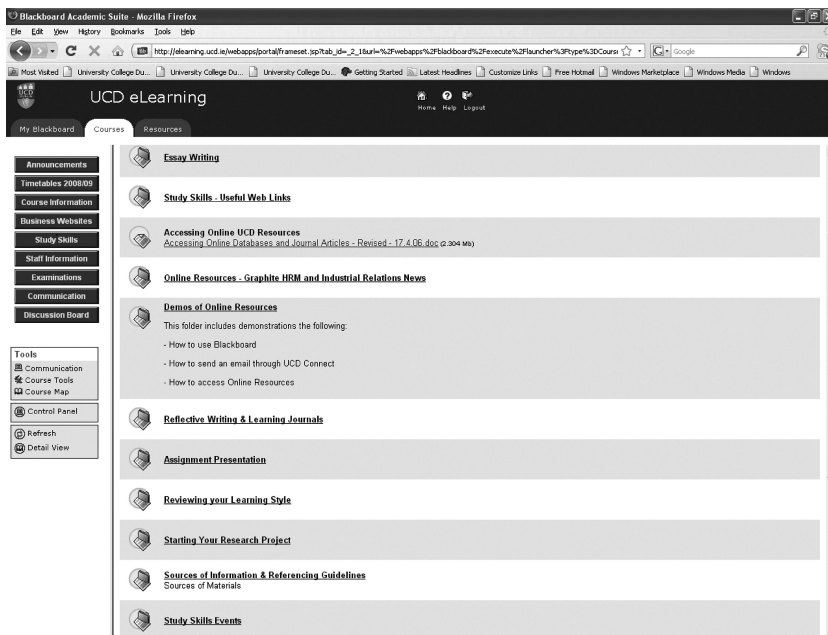 Blackboard Academic Suite - Mozilla Firefox
File Edit View History Bookmarks Tools Help
http://elearning.ucd.ie/webapps/portal/frameset.jsp?tab_id=_2_1&url=%2Fwebapps%2Fblackboard%2Fexecute%2Flauncher%3Ftype%3DCours
Google
Most Visited University College Du... University College Du... University College Du... Getting Started Latest Headlines Customize Links Free Hotmail Windows Marketplace Windows Media Windows
UCD
UCD eLearning
Home Help Logout
My Blackboard Courses Resources
Announcements
Timetables 2008/09
Course Information
Business Websites
Study Skills
Staff Information
Examinations
Communication
Discussion Board
Tools
Communication
Course Tools
Course Map
Control Panel
Refresh
Detail View
Essay Writing
Study Skills - Useful Web Links
Accessing Online UCD Resources
Accessing Online Databases and Journal Articles - Revised - 17.4.06.doc (2.304 Mb)
Online Resources - Graphite HRM and Industrial Relations News
Demos of Online Resources
This folder includes demonstrations the following:
- How to use Blackboard
- How to send an email through UCD Connect
- How to access Online Resources
Reflective Writing & Learning Journals
Assignment Presentation
Reviewing your Learning Style
Starting Your Research Project
Sources of Information & Referencing Guidelines
Sources of Materials
Study Skills Events